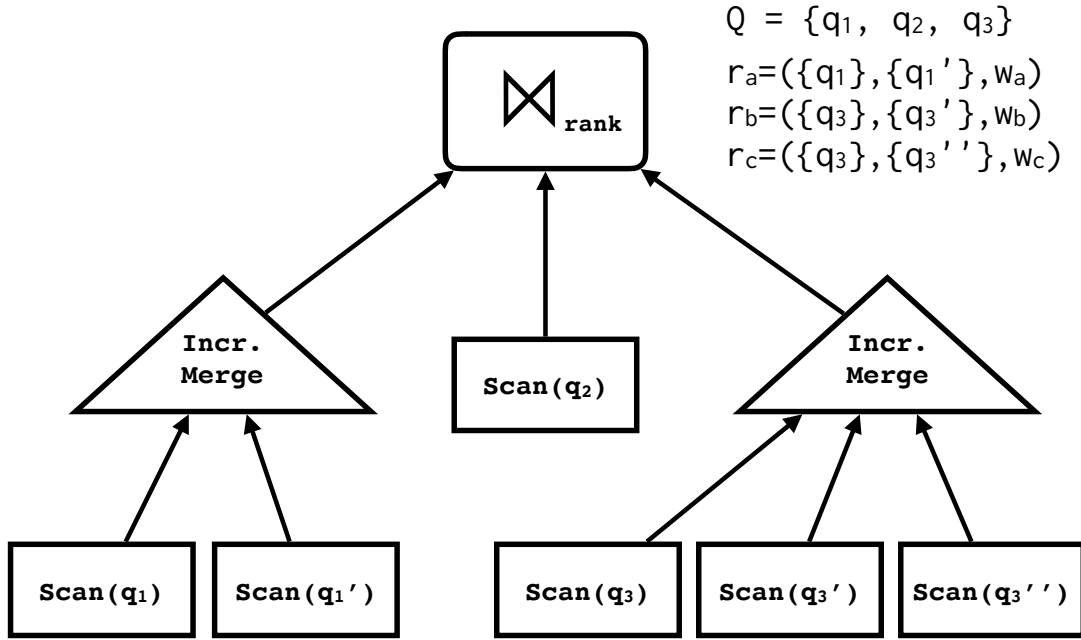 Q = {q₁, q₂, q₃}
rₐ=({q₁},{q₁'},wₐ)
r_b=({q₃},{q₃'},w_b)
r_c=({q₃},{q₃''},w_c)
⋈ rank
Incr.
Merge
Scan(q₂)
Incr.
Merge
Scan(q₁)
Scan(q₁')
Scan(q₃)
Scan(q₃')
Scan(q₃'')